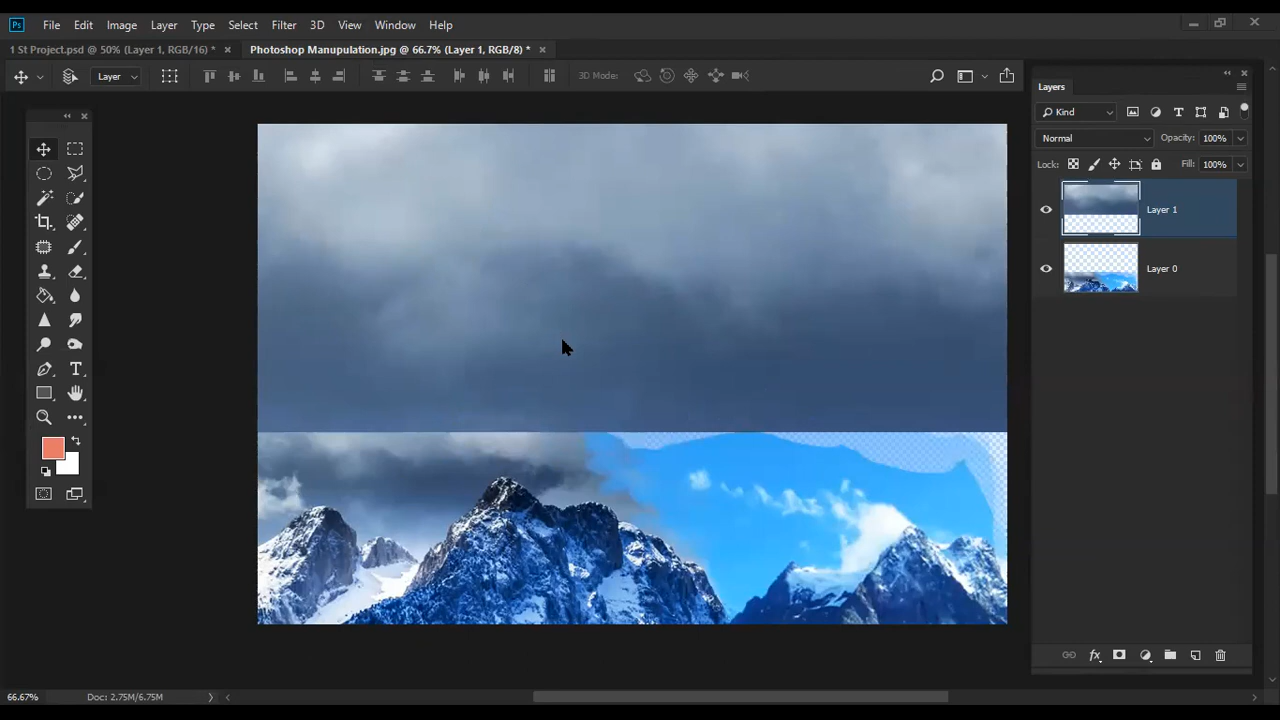 Ps File Edit Image Layer Type Select Filter 3D View Window Help
1 St Project.psd @ 50% (Layer 1, RGB/16) * Photoshop Manupulation.jpg @ 66.7% (Layer 1, RGB/8) *
Layer 3D Mode:
Layers
Kind
Normal Opacity: 100%
Lock: Fill: 100%
Layer 1
Layer 0
T
fx
66.67% Doc: 2.75M/6.75M